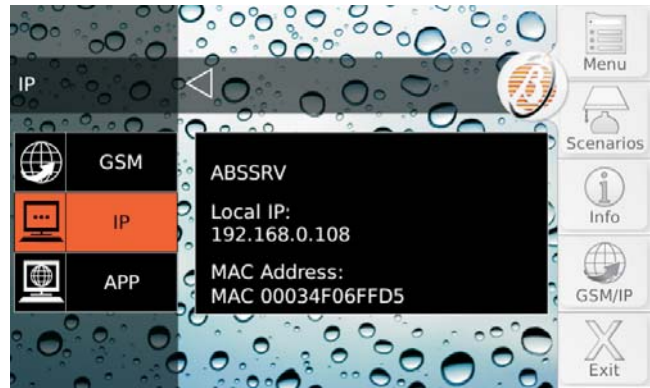 IP
GSM
IP
APP
ABSSRV
Local IP:
192.168.0.108
MAC Address:
MAC 00034F06FFD5
Menu
Scenarios
Info
GSM/IP
Exit